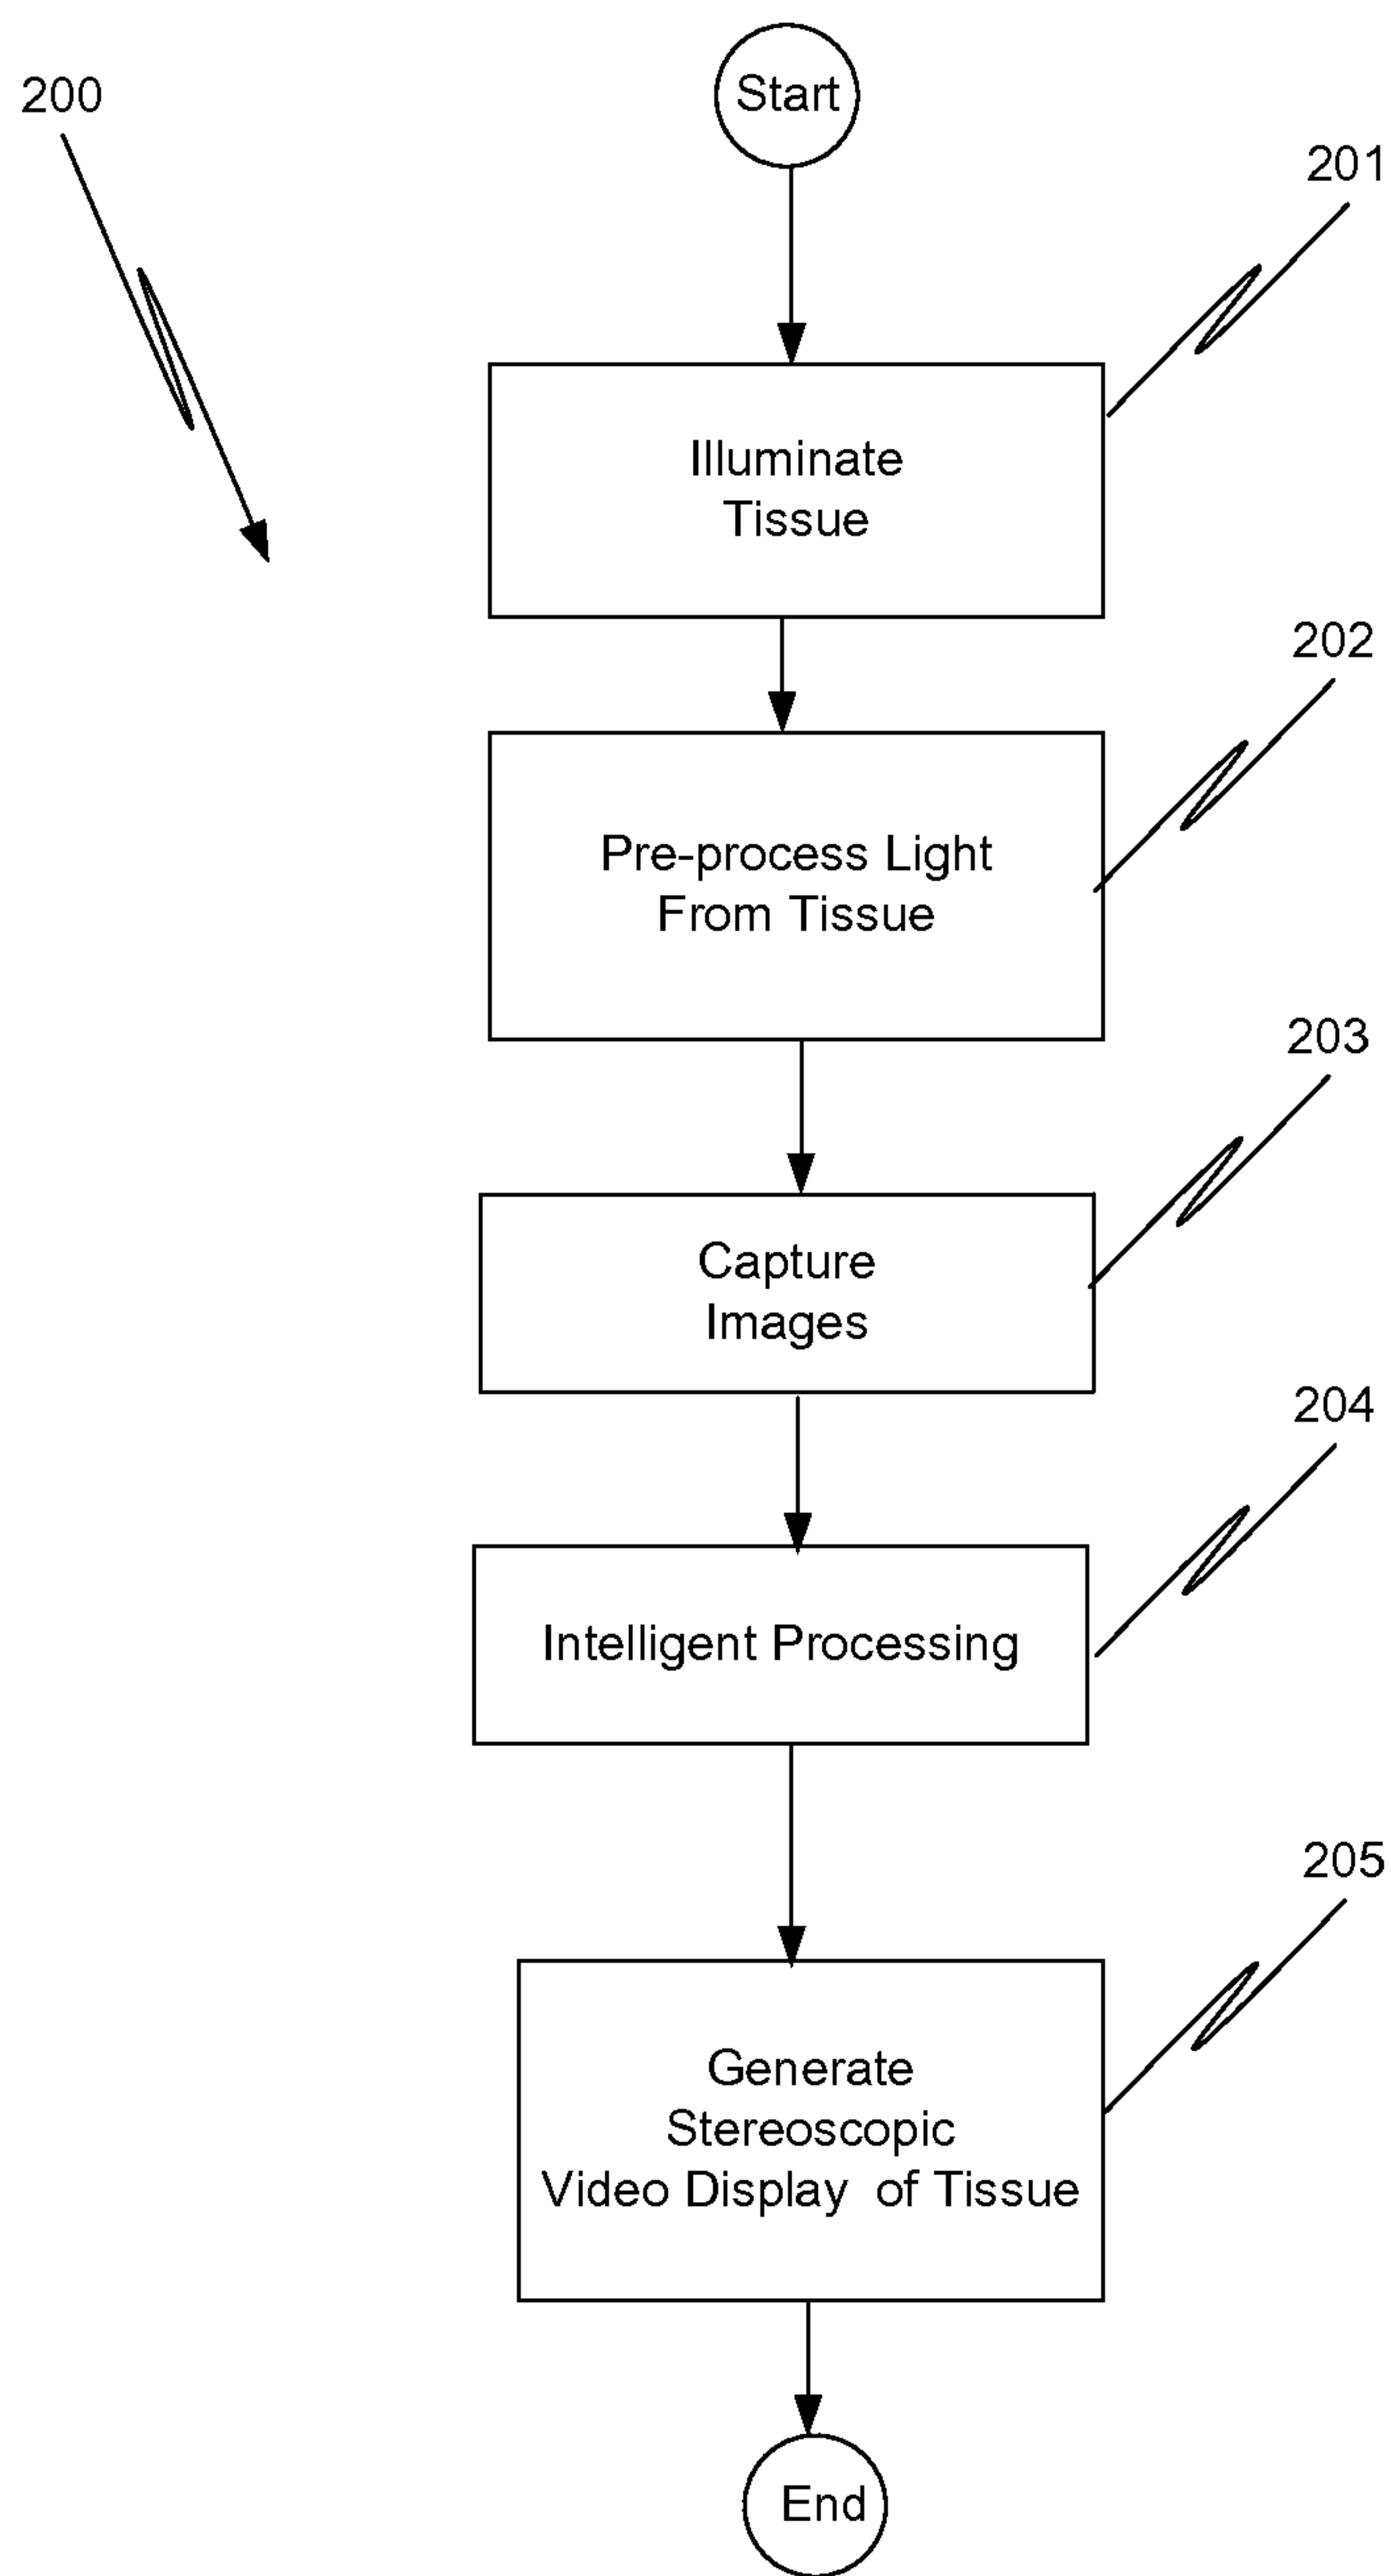 Start
200
201
Illuminate
Tissue
202
Pre-process Light
From Tissue
203
Capture
Images
204
Intelligent Processing
205
Generate
Stereoscopic
Video Display of Tissue
End